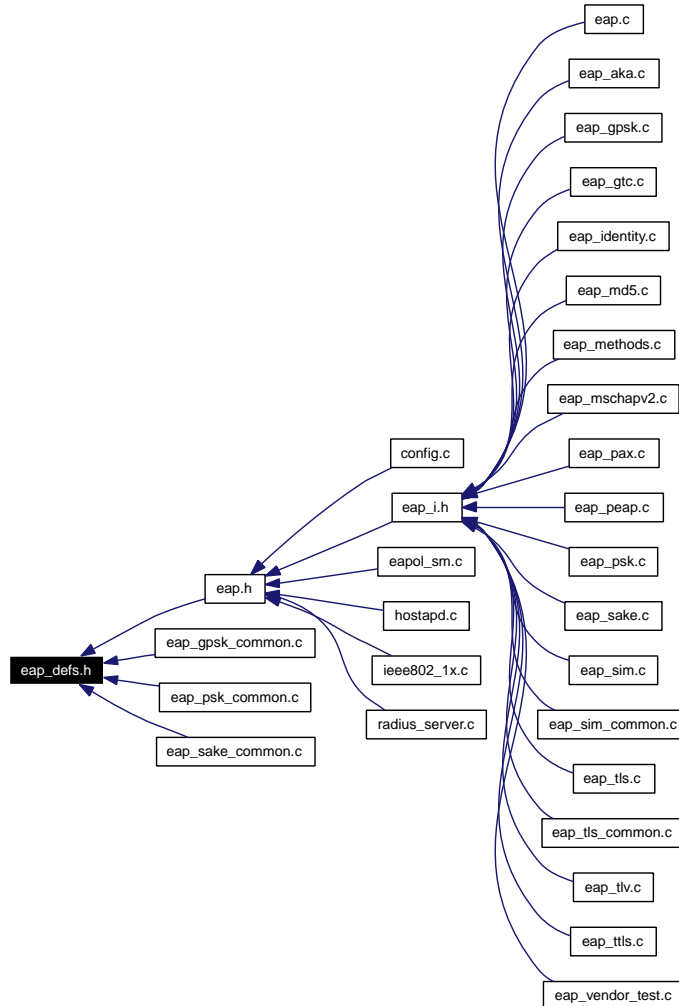 eap.c
eap_aka.c
eap_gpsk.c
eap_gtc.c
eap_identity.c
eap_md5.c
eap_methods.c
eap_mschapv2.c
config.c
eap_pax.c
eap_i.h
eap_peap.c
eapol_sm.c
eap_psk.c
eap.h
hostapd.c
eap_sake.c
eap_gpsk_common.c
eap_defs.h
ieee802_1x.c
eap_sim.c
eap_psk_common.c
radius_server.c
eap_sim_common.c
eap_sake_common.c
eap_tls.c
eap_tls_common.c
eap_tlv.c
eap_ttls.c
eap_vendor_test.c